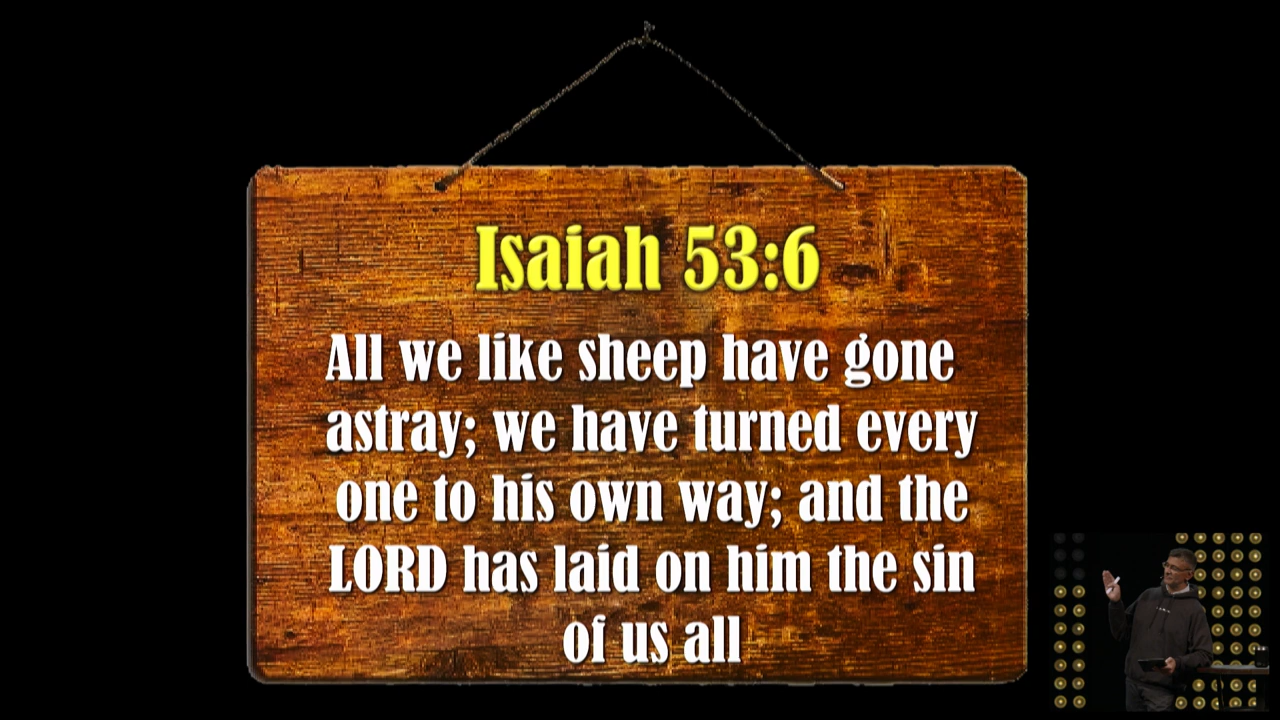 Isaiah 53:6
All we like sheep have gone
astray; we have turned every
one to his own way; and the
LORD has laid on him the sin
of us all